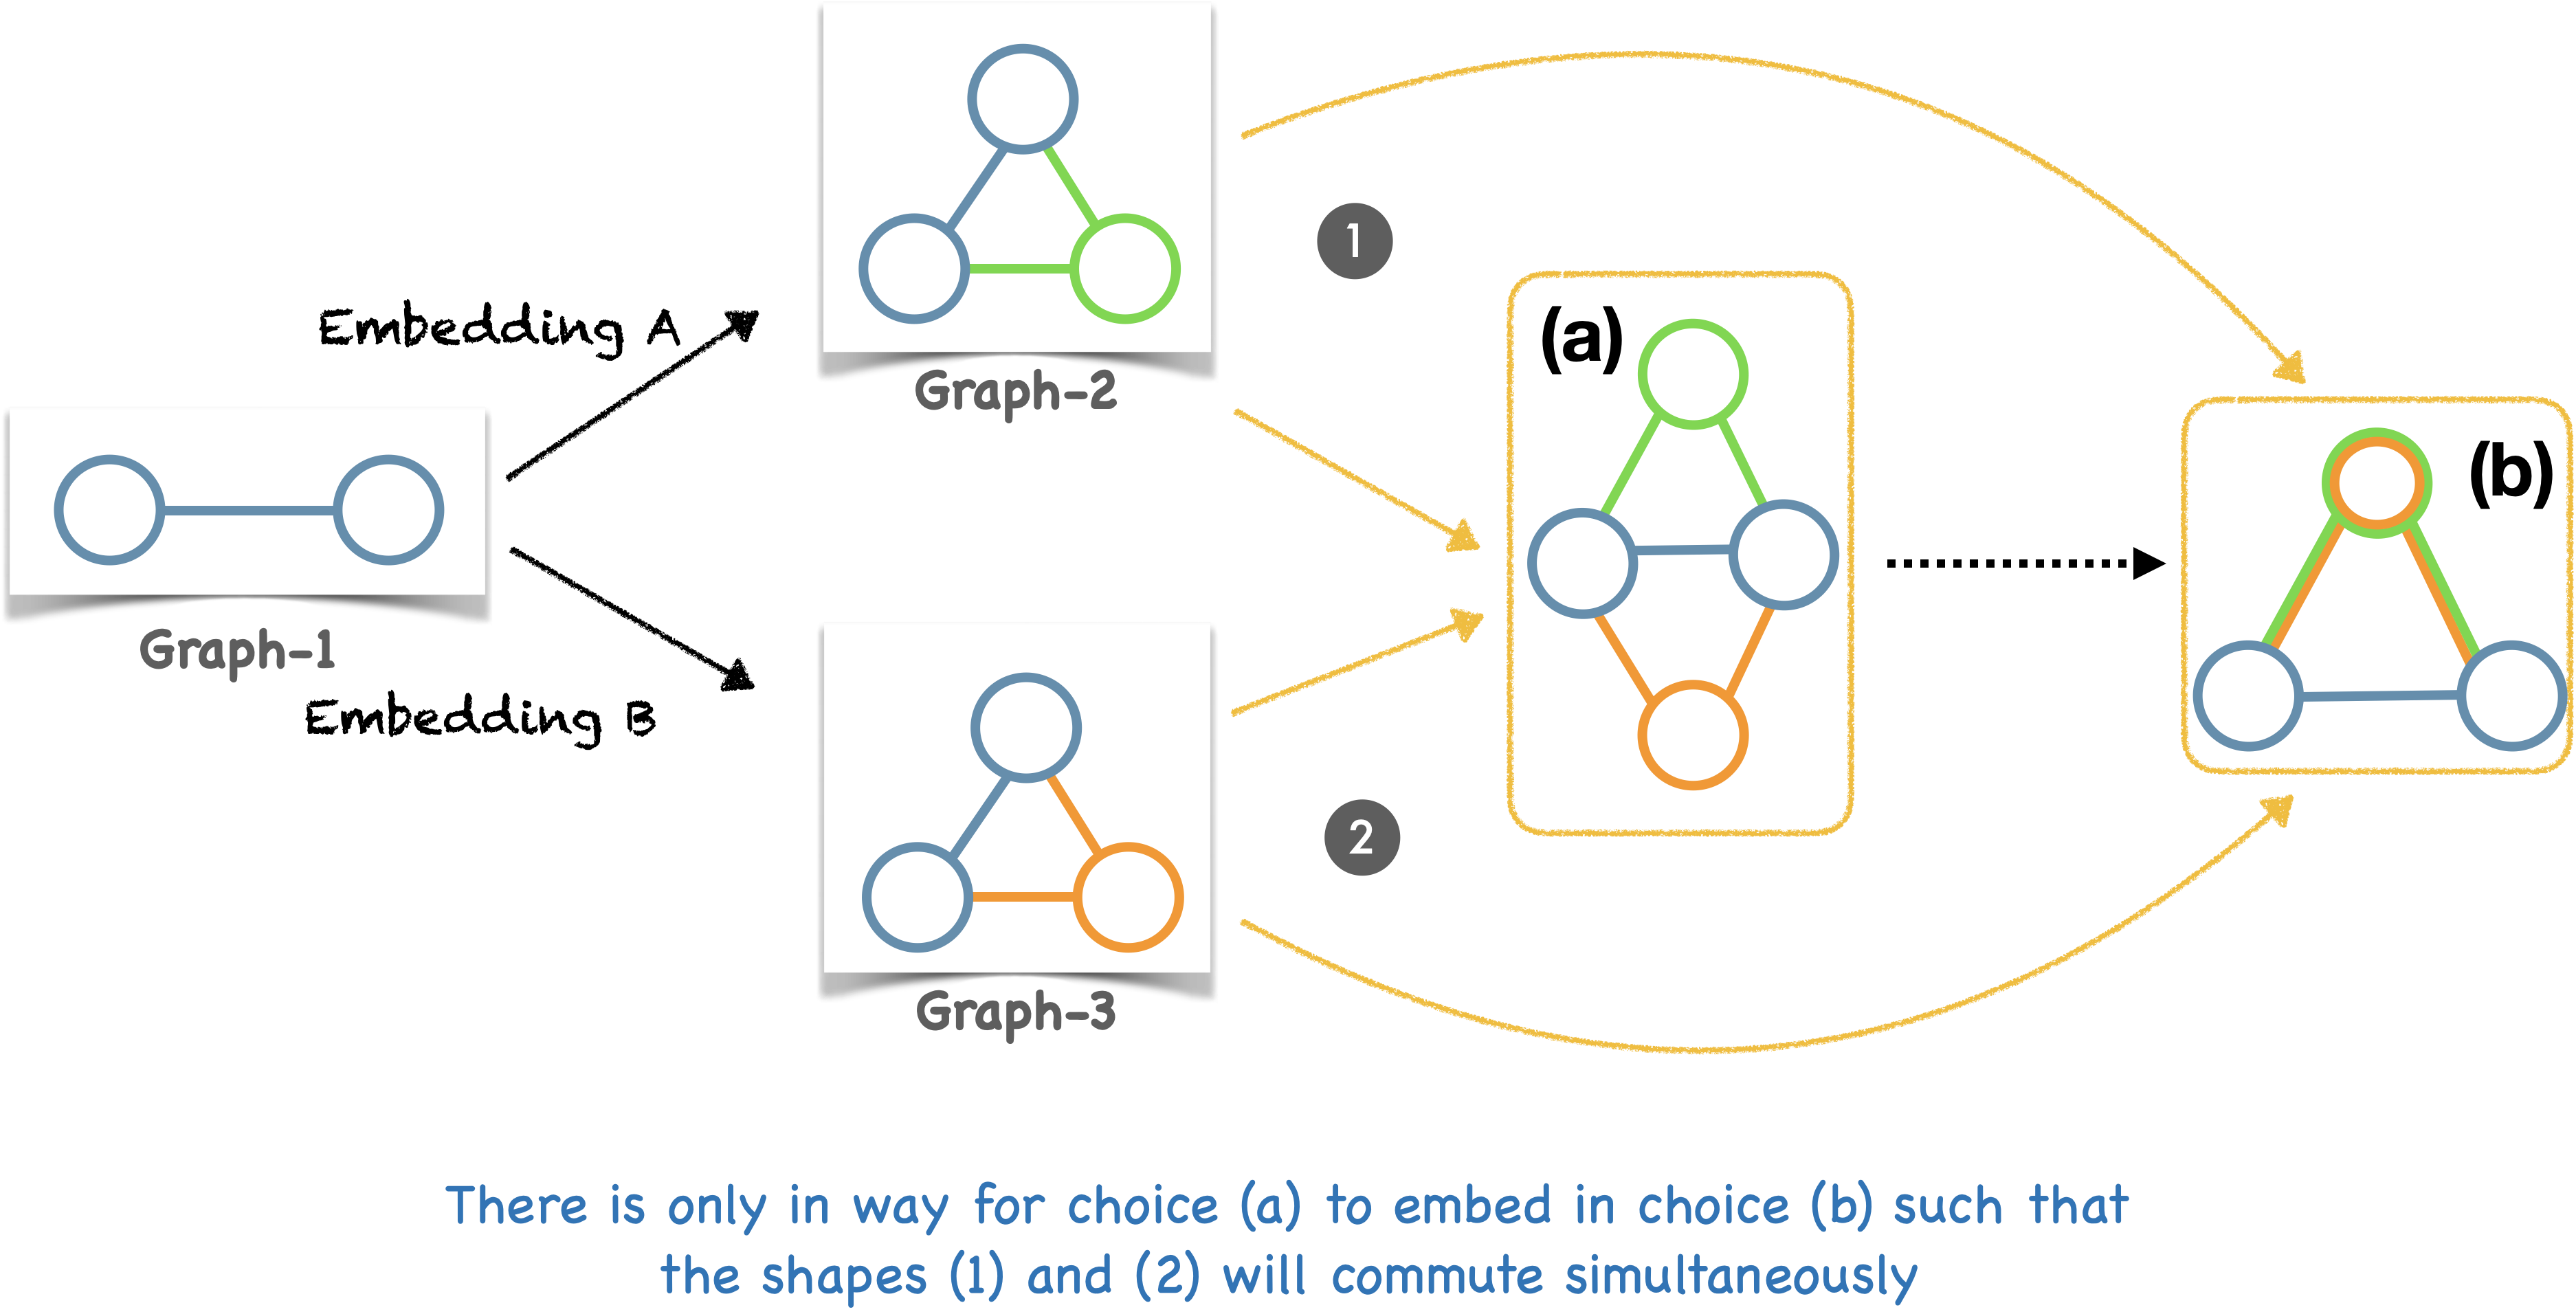 1
(a)
Embedding A
Graph-2
(b)
Graph-1
Embedding B
2
Graph-3
There is only in way for choice (a) to embed in choice (b) such that
the shapes (1) and (2) will commute simultaneously